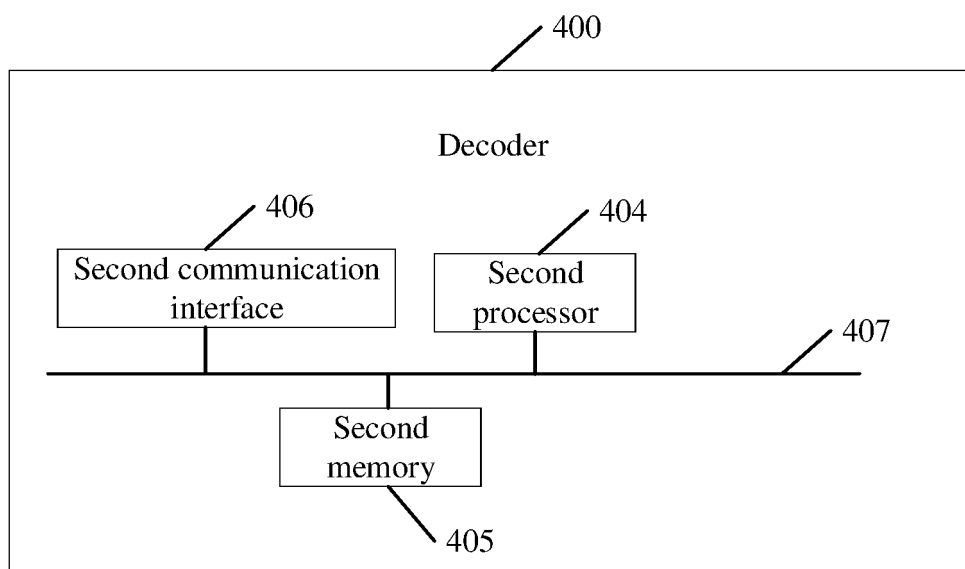 400
Decoder
406
404
Second communication
interface
Second
processor
407
Second
memory
405